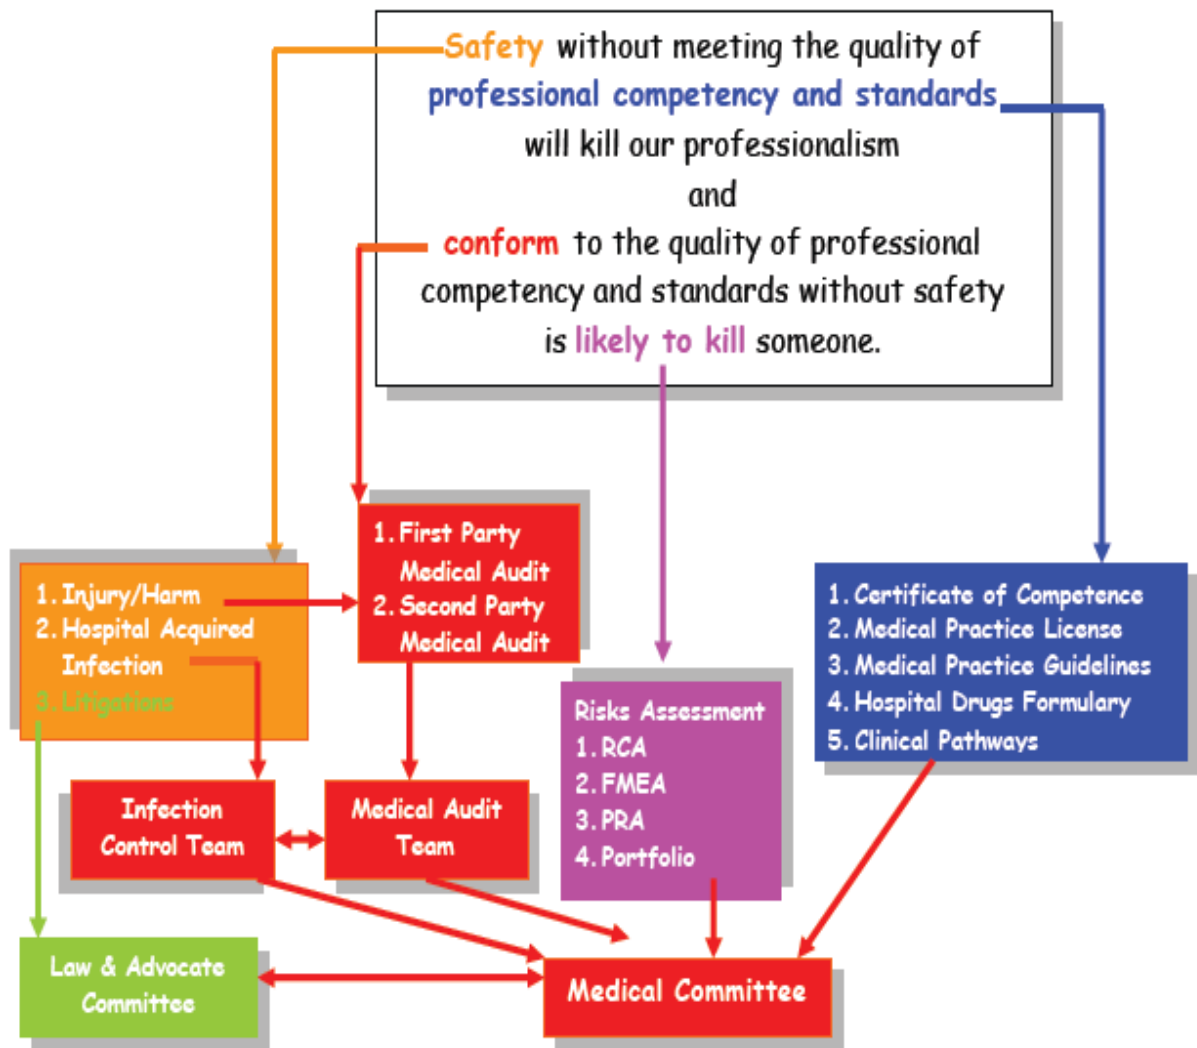 Safety without meeting the quality of
professional competency and standards
will kill our professionalism
and
conform to the quality of professional
competency and standards without safety
is likely to kill someone.
1. First Party
Medical Audit
2. Second Party
Medical Audit
1. Injury/Harm
2. Hospital Acquired
Infection
3. Litigations
1. Certificate of Competence
2. Medical Practice License
3. Medical Practice Guidelines
4. Hospital Drugs Formulary
5. Clinical Pathways
Risks Assessment
1. RCA
2. FMEA
3. PRA
4. Portfolio
Infection
Control Team
Medical Audit
Team
Law & Advocate
Committee
Medical Committee